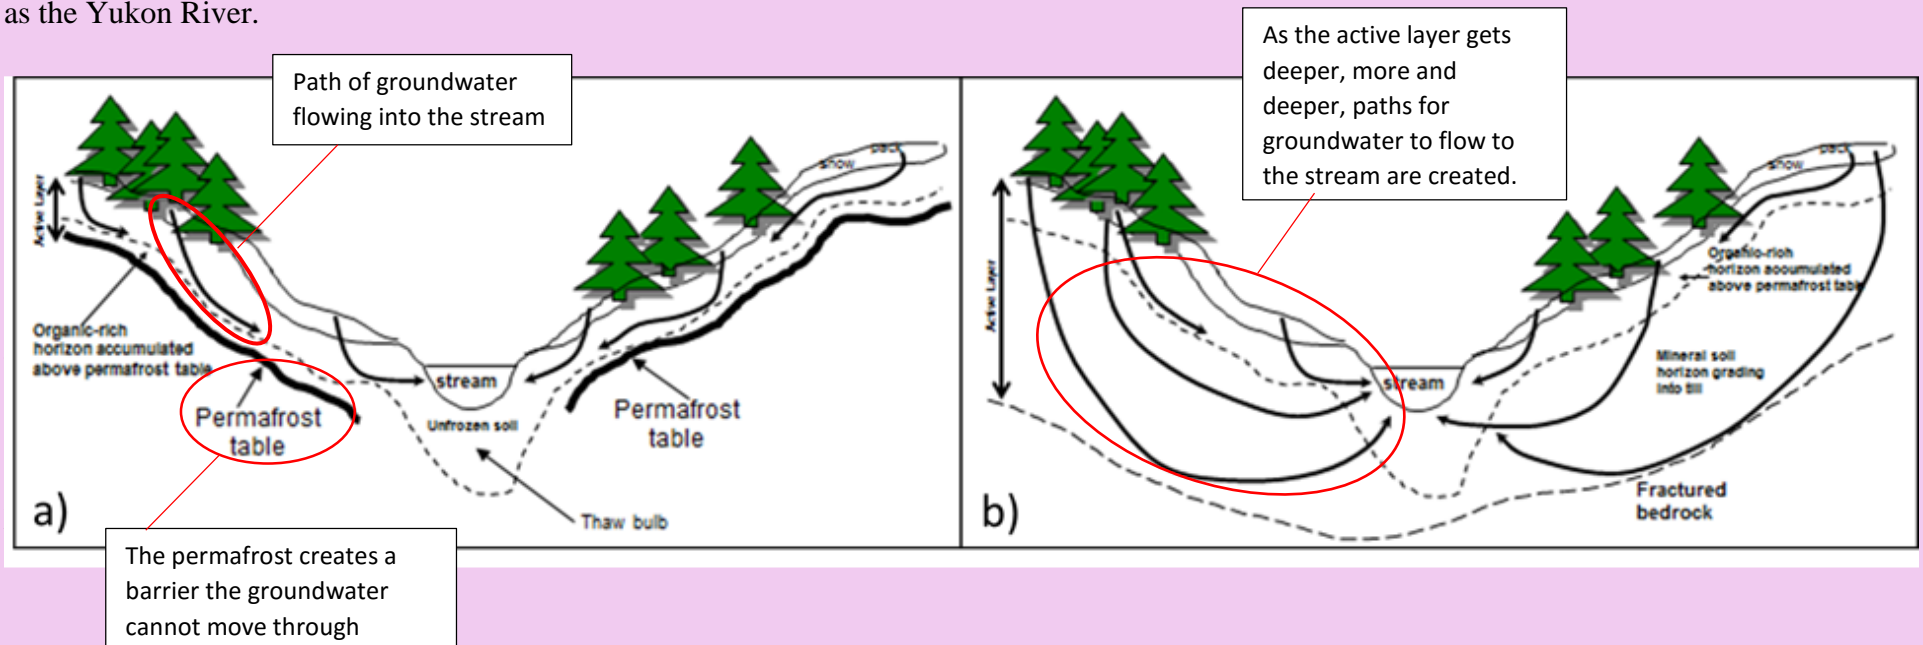 as the Yukon River.
Path of groundwater
flowing into the stream
As the active layer gets
deeper, more and
deeper, paths for
groundwater to flow to
the stream are created.
Active Layer
snow pack
Organic-rich
horizon accumulated
above permafrost table
Permafrost
table
stream
Unfrozen soil
Thaw bulb
Permafrost
table
a)
The permafrost creates a
barrier the groundwater
cannot move through
Active Layer
snow pack
Organic-rich
horizon accumulated
above permafrost table
Mineral soil
horizon grading
into till
stream
Fractured
bedrock
b)